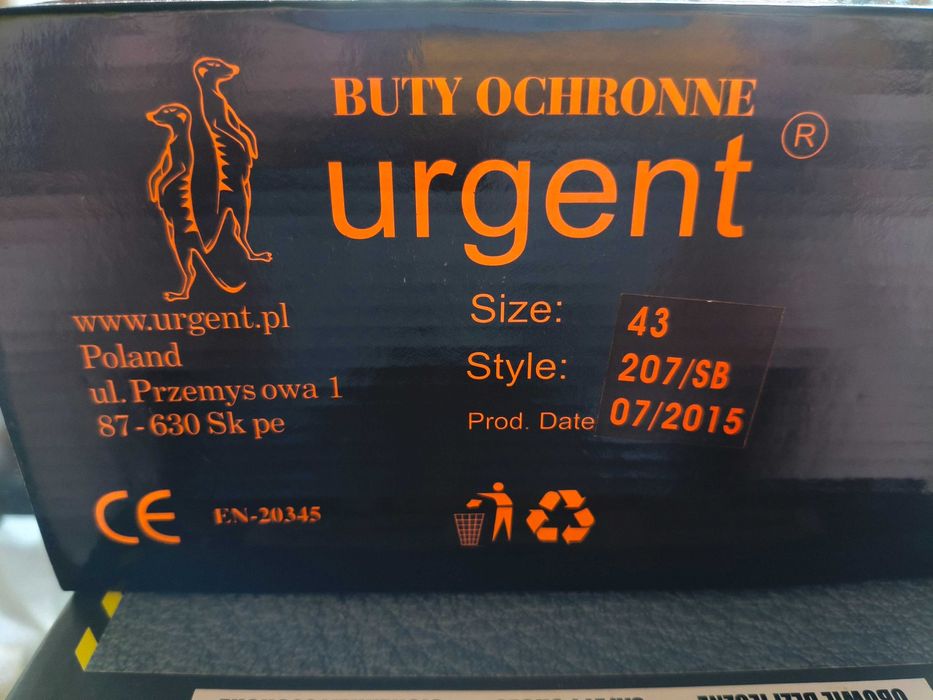 BUTY OCHRONNE
urgent ®
www.urgent.pl
Poland
ul. Przemys owa 1
87-630 Sk pe
Size: 43
Style: 207/SB
Prod. Date 07/2015
CE EN-20345